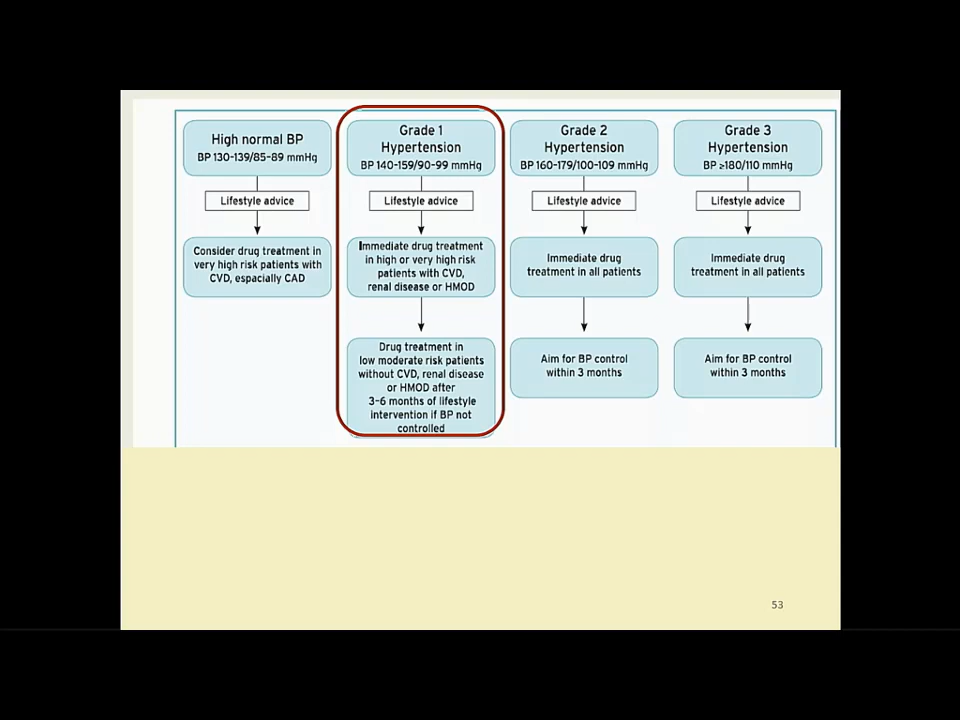 High normal BP
BP 130-139/85-89 mmHg
Lifestyle advice
Consider drug treatment in
very high risk patients with
CVD, espacially CAD
Grade 1
Hypertension
BP 140-159/90-99 mmHg
Lifestyle advice
Immediate drug treatment
in high or very high risk
patients with CVD,
renal disease or HMOD
Drug treatment in
low moderate risk patients
without CVD, renal disease
or HMOD after
3-6 months of lifestyle
intervention if BP not
controlled
Grade 2
Hypertension
BP 160-179/100-109 mmHg
Lifestyle advice
Immediate drug
treatment in all patients
Aim for BP control
within 3 months
Grade 3
Hypertension
BP ≥180/110 mmHg
Lifestyle advice
Immediate drug
treatment in all patients
Aim for BP control
within 3 months
53